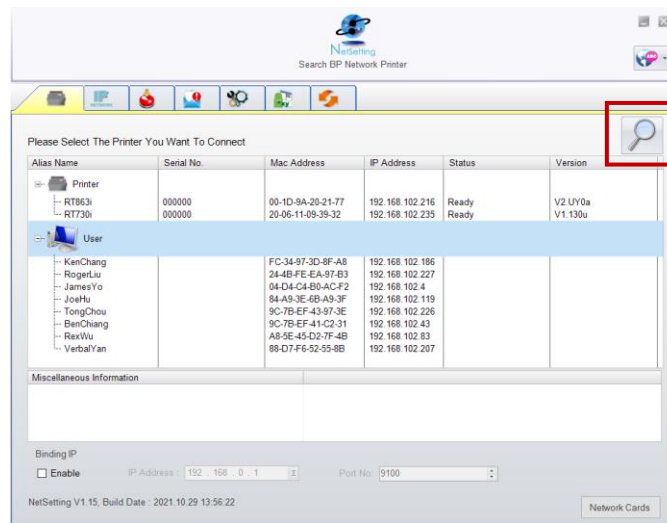 NetSetting
Search BP Network Printer
IP
NETWORK
Please Select The Printer You Want To Connect
Alias Name Serial No. Mac Address IP Address Status Version
Printer
RT863i 000000 00-1D-9A-20-21-77 192.168.102.216 Ready V2.UY0a
RT730i 000000 20-06-11-09-39-32 192.168.102.235 Ready V1.130u
User
KenChang FC-34-97-3D-8F-A8 192.168.102.186
RogerLiu 24-4B-FE-EA-97-B3 192.168.102.227
JamesYo 04-D4-C4-B0-AC-F2 192.168.102.4
JoeHu 84-A9-3E-6B-A9-3F 192.168.102.119
TongChou 9C-7B-EF-43-97-3E 192.168.102.226
BenChiang 9C-7B-EF-41-C2-31 192.168.102.43
RexWu A8-5E-45-D2-7F-4B 192.168.102.83
VerbalYan 88-D7-F6-52-55-8B 192.168.102.207
Miscellaneous Information
Binding IP
Enable IP Address : 192 . 168 . 0 . 1 Port No: 9100
NetSetting V1.15, Build Date : 2021.10.29 13:56:22
Network Cards